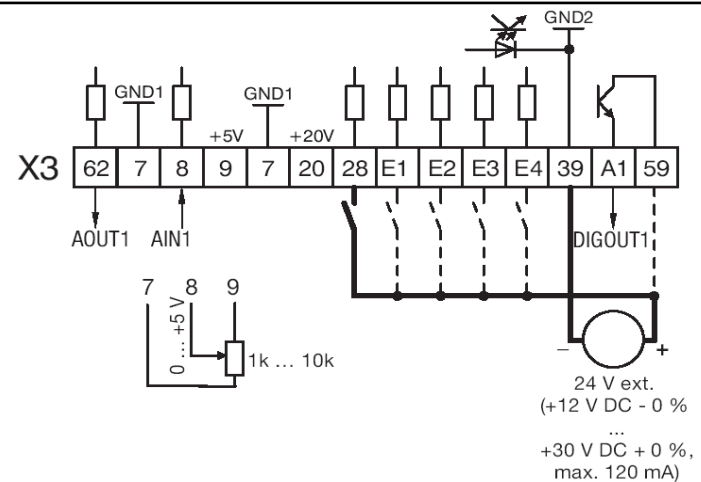 GND2
GND1
GND1
+5V
+20V
X3 62 7 8 9 7 20 28 E1 E2 E3 E4 39 A1 59
AOUT1 AIN1 DIGOUT1
7 8 9
0 ... +5 V
1k ... 10k
– +
24 V ext.
(+12 V DC - 0 %
...
+30 V DC + 0 %,
max. 120 mA)